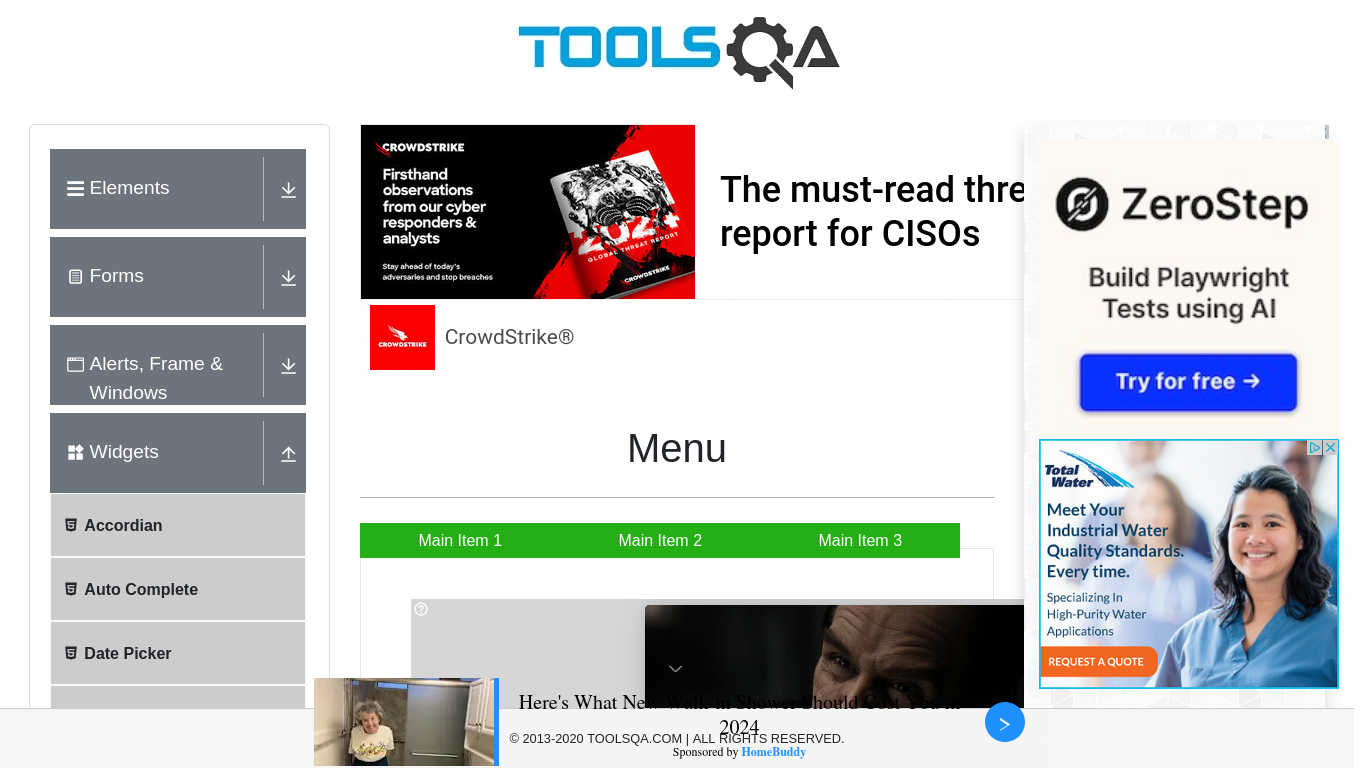 TOOLSQA
Elements
Forms
Alerts, Frame &
Windows
Widgets
Accordian
Auto Complete
Date Picker
CROWDSTRIKE
Firsthand
observations
from our cyber
responders &
analysts
Stay ahead of today's
adversaries and stop breaches
2024
GLOBAL THREAT REPORT
CROWDSTRIKE
The must-read thre
report for CISOs
CROWDSTRIKE
CrowdStrike®
Menu
Main Item 1
Main Item 2
Main Item 3
ZeroStep
Build Playwright
Tests using AI
Try for free →
Total
Water
Meet Your
Industrial Water
Quality Standards.
Every time.
Specializing In
High-Purity Water
Applications
REQUEST A QUOTE
Here's What New Walk-in Shower Should Cost You in
2024
© 2013-2020 TOOLSQA.COM | ALL RIGHTS RESERVED.
Sponsored by HomeBuddy